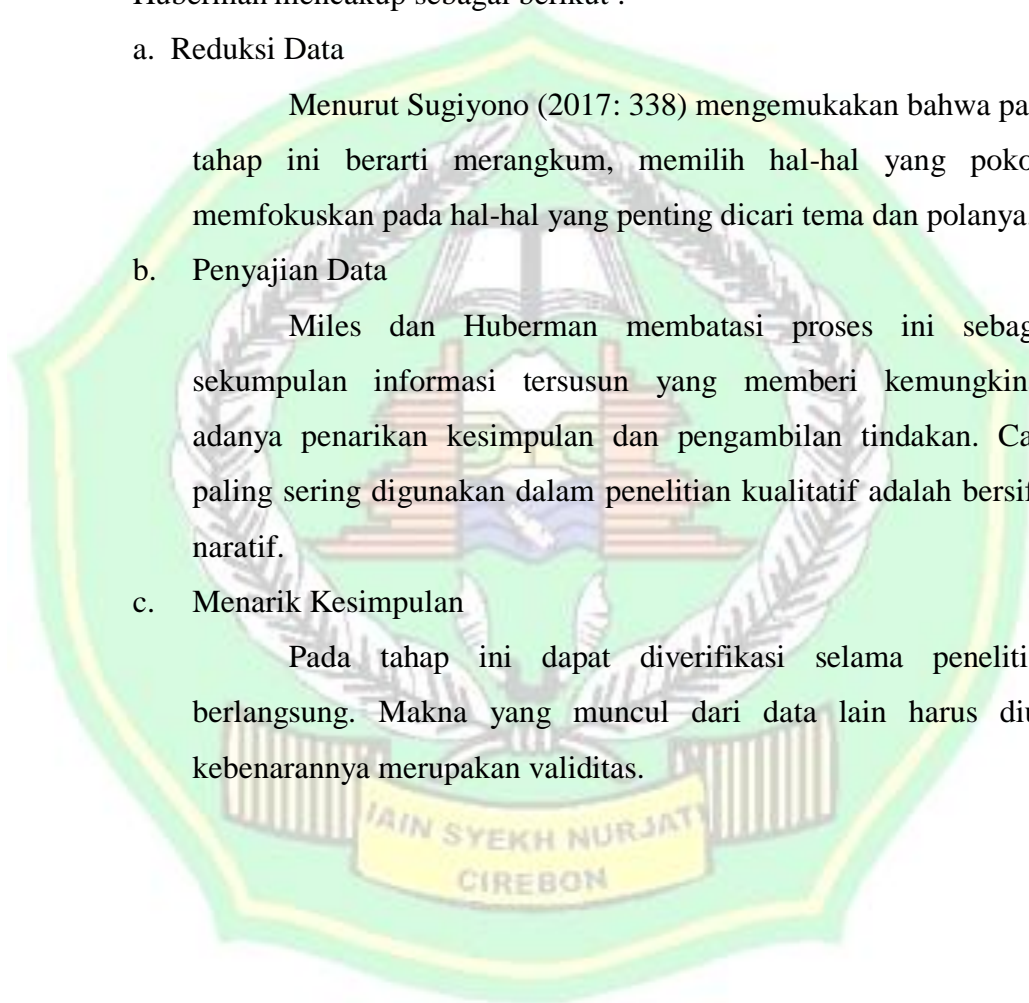 Huberman mencakup sebagai berikut :
a. Reduksi Data
Menurut Sugiyono (2017: 338) mengemukakan bahwa pa
tahap ini berarti merangkum, memilih hal-hal yang poko
memfokuskan pada hal-hal yang penting dicari tema dan polanya.
b. Penyajian Data
Miles dan Huberman membatasi proses ini sebag
sekumpulan informasi tersusun yang memberi kemungkin
adanya penarikan kesimpulan dan pengambilan tindakan. Ca
paling sering digunakan dalam penelitian kualitatif adalah bersif
naratif.
c. Menarik Kesimpulan
Pada tahap ini dapat diverifikasi selama peneliti
berlangsung. Makna yang muncul dari data lain harus diu
kebenarannya merupakan validitas.
IAIN SYEKH NURJATI
CIREBON